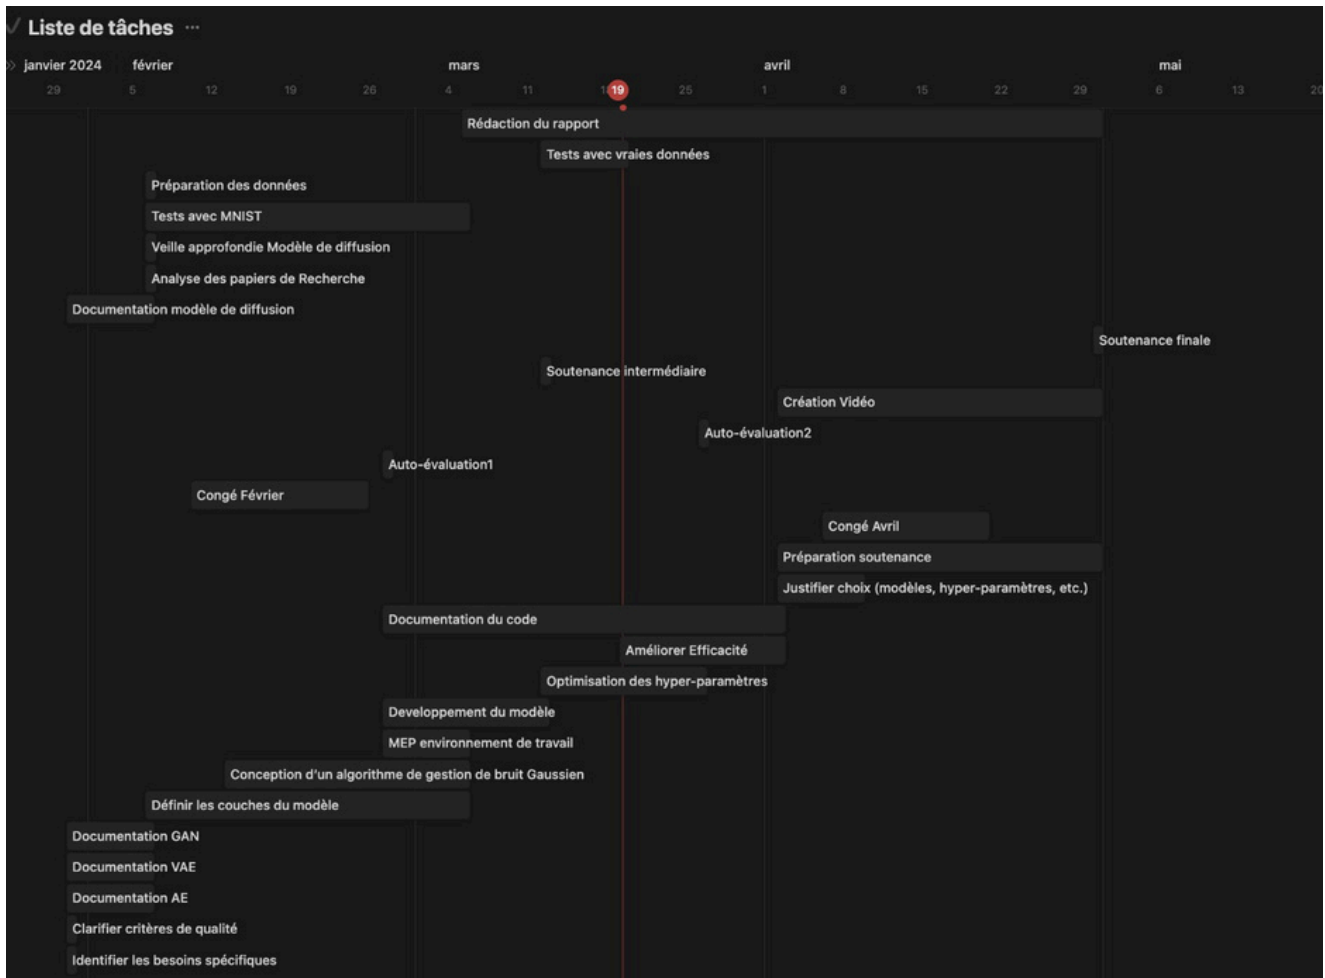 Liste de tâches ...
janvier 2024 février mars avril mai
29 5 12 19 26 4 11 19 25 1 8 15 22 29 6 13 20
Rédaction du rapport
Tests avec vraies données
Préparation des données
Tests avec MNIST
Veille approfondie Modèle de diffusion
Analyse des papiers de Recherche
Documentation modèle de diffusion
Soutenance finale
Soutenance intermédiaire
Création Vidéo
Auto-évaluation2
Auto-évaluation1
Congé Février
Congé Avril
Préparation soutenance
Justifier choix (modèles, hyper-paramètres, etc.)
Documentation du code
Améliorer Efficacité
Optimisation des hyper-paramètres
Developpement du modèle
MEP environnement de travail
Conception d'un algorithme de gestion de bruit Gaussien
Définir les couches du modèle
Documentation GAN
Documentation VAE
Documentation AE
Clarifier critères de qualité
Identifier les besoins spécifiques